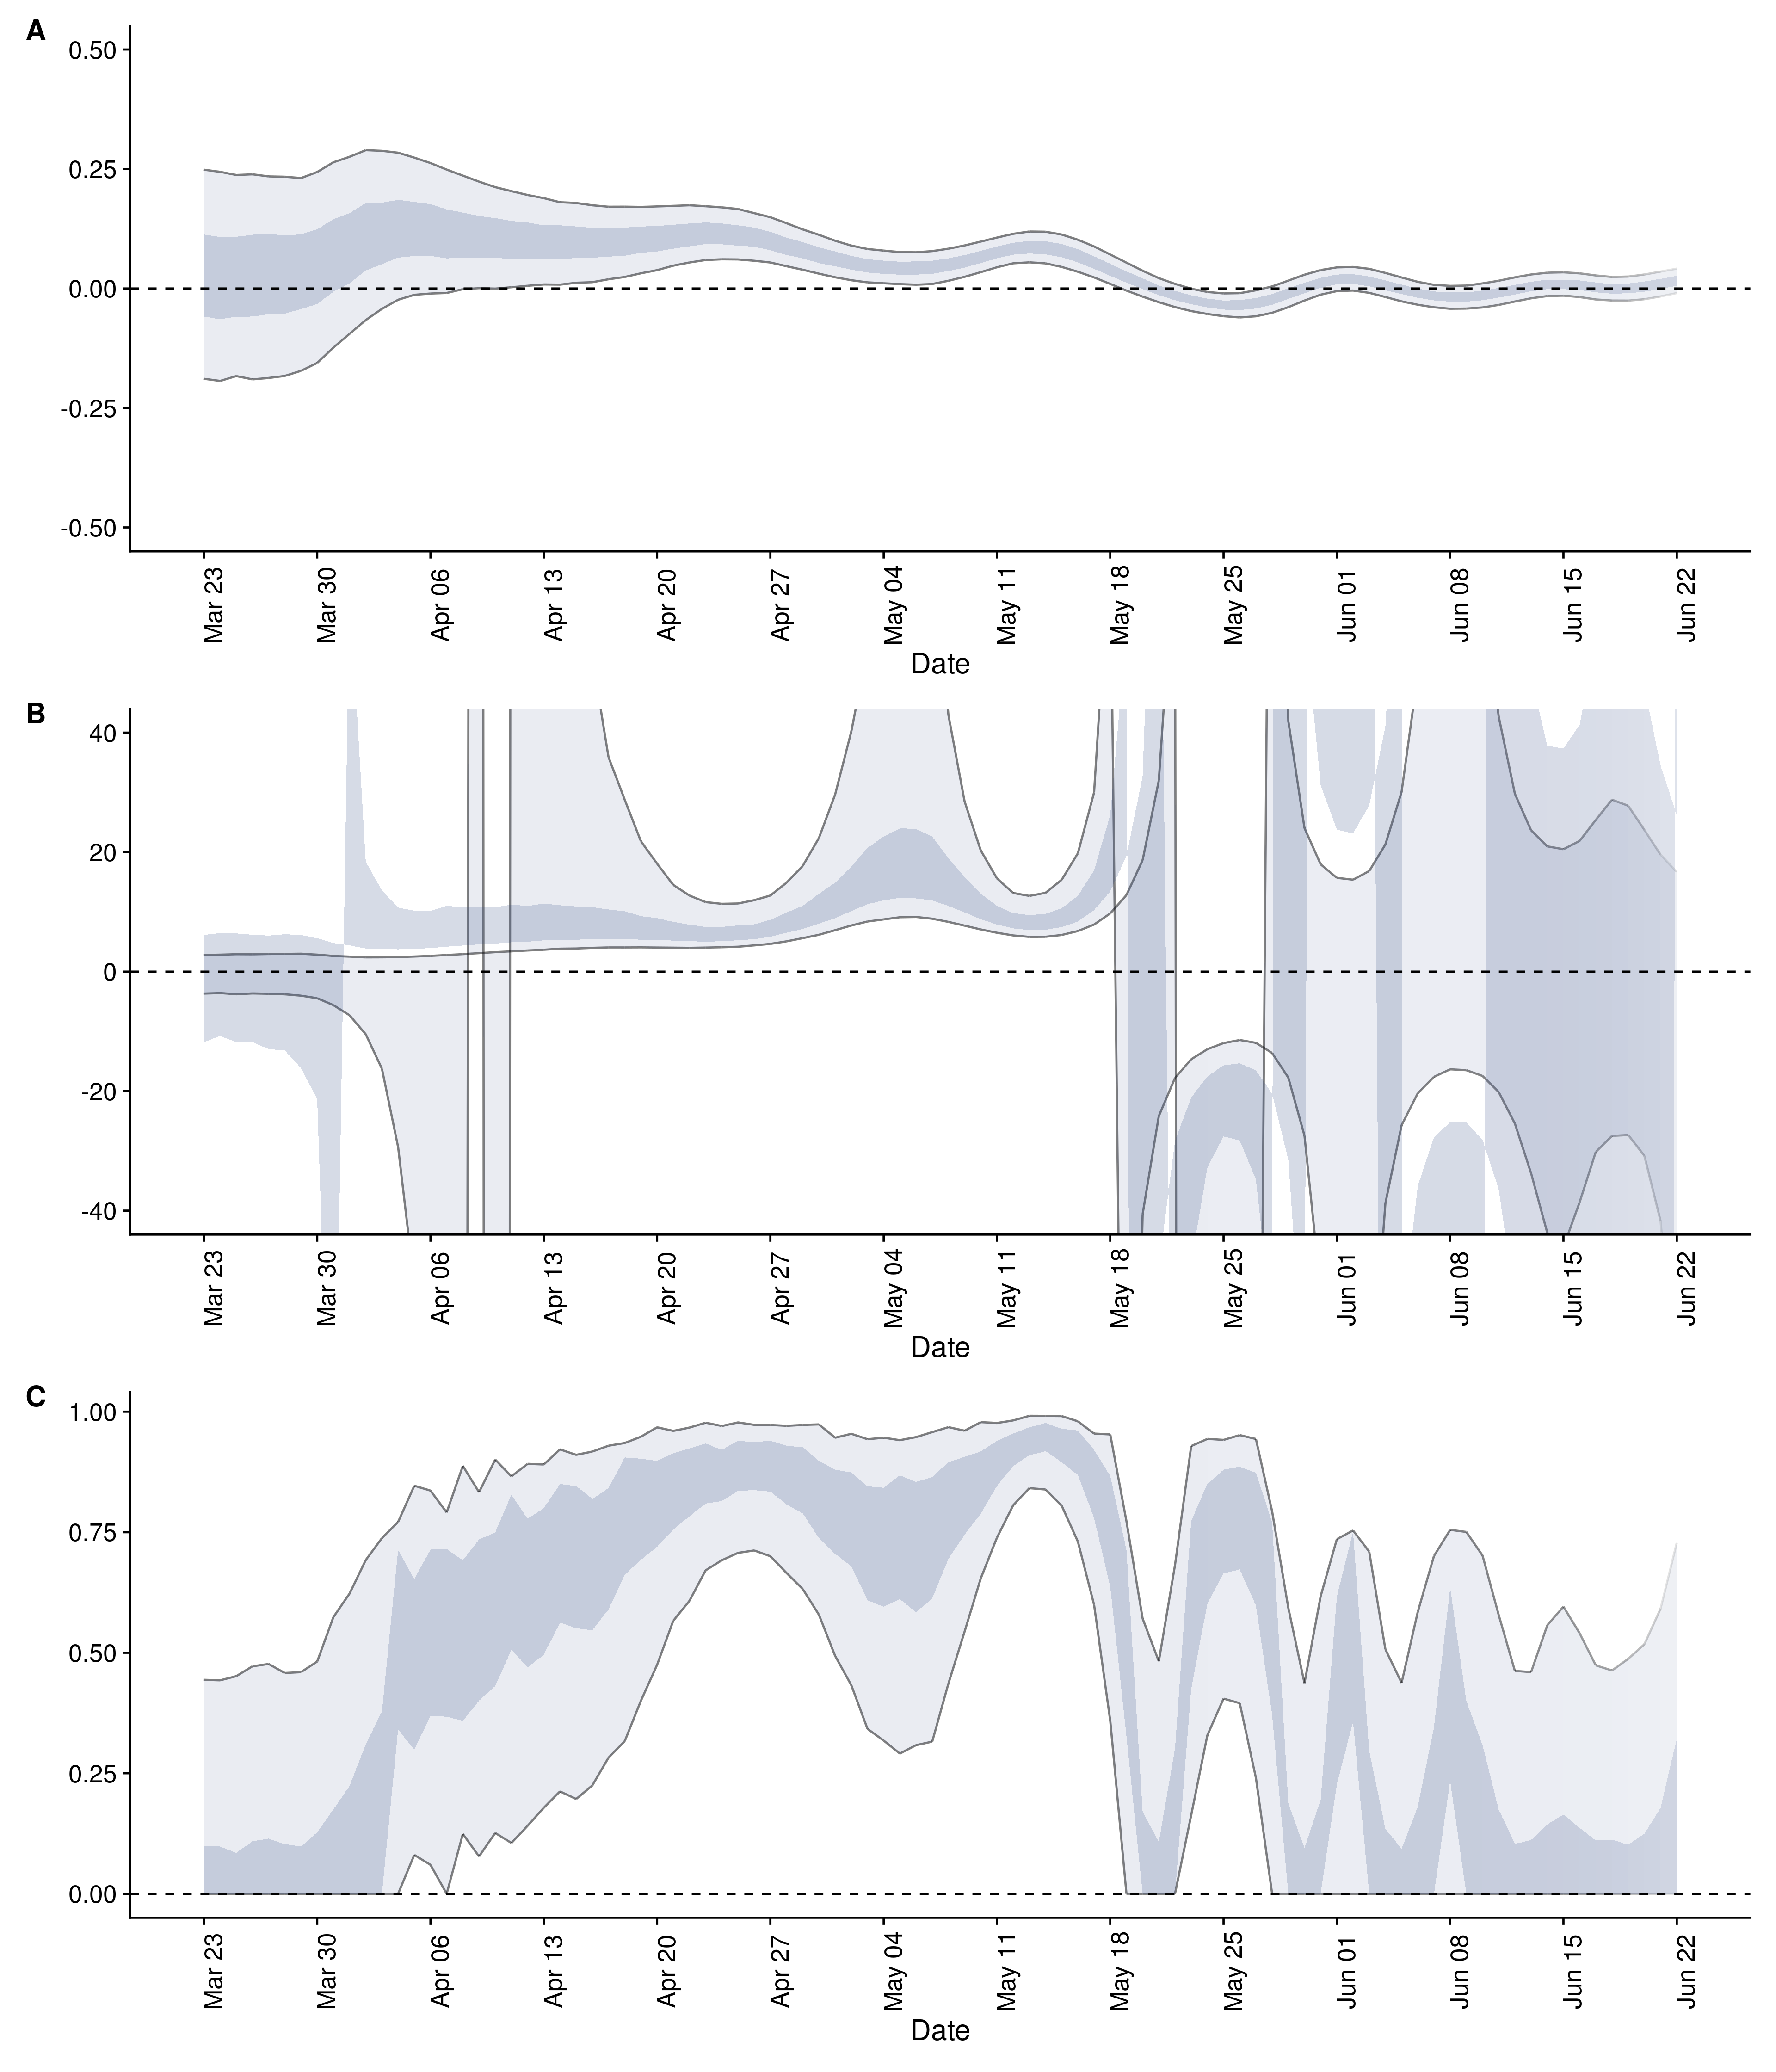 A
0.50
0.25
0.00
-0.25
-0.50
Mar 23
Mar 30
Apr 06
Apr 13
Apr 20
Apr 27
May 04
May 11
May 18
May 25
Jun 01
Jun 08
Jun 15
Jun 22
Date
B
40
20
0
-20
-40
Mar 23
Mar 30
Apr 06
Apr 13
Apr 20
Apr 27
May 04
May 11
May 18
May 25
Jun 01
Jun 08
Jun 15
Jun 22
Date
C
1.00
0.75
0.50
0.25
0.00
Mar 23
Mar 30
Apr 06
Apr 13
Apr 20
Apr 27
May 04
May 11
May 18
May 25
Jun 01
Jun 08
Jun 15
Jun 22
Date